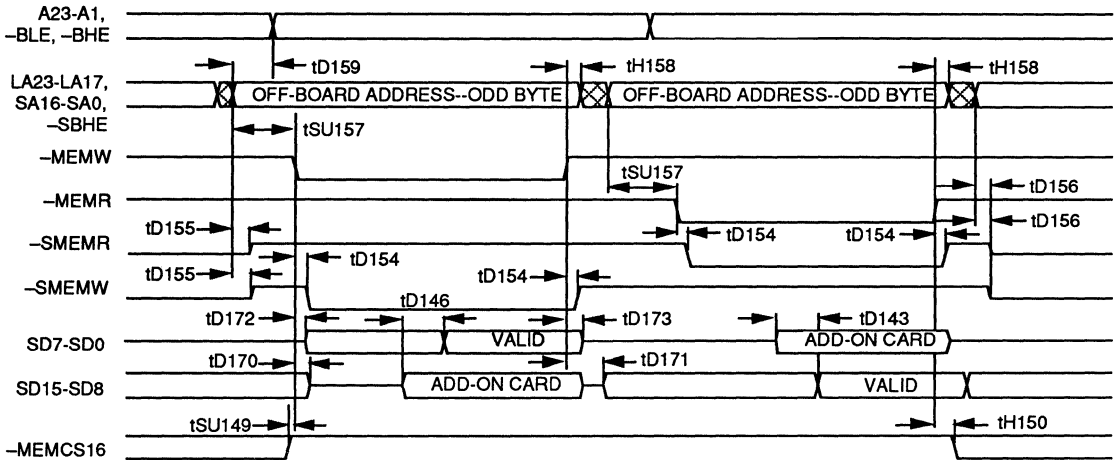 A23-A1,
–BLE, –BHE
tD159
tH158
tH158
LA23-LA17,
SA16-SA0,
–SBHE
OFF-BOARD ADDRESS--ODD BYTE
OFF-BOARD ADDRESS--ODD BYTE
tSU157
–MEMW
tSU157
tD156
–MEMR
tD155
tD154
tD154
tD156
–SMEMR
tD155
tD154
tD154
–SMEMW
tD146
tD172
tD173
tD143
SD7-SD0
VALID
ADD-ON CARD
tD170
tD171
SD15-SD8
ADD-ON CARD
VALID
tSU149
tH150
–MEMCS16